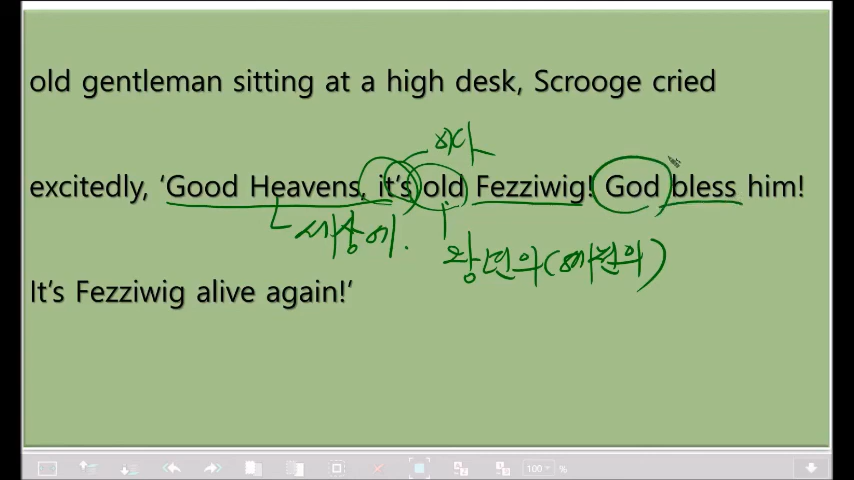 old gentleman sitting at a high desk, Scrooge cried
이다
excitedly, ‘Good Heavens, it’s old Fezziwig! God bless him!
세상에.
왕년의(예전의)
It’s Fezziwig alive again!‘
100 %